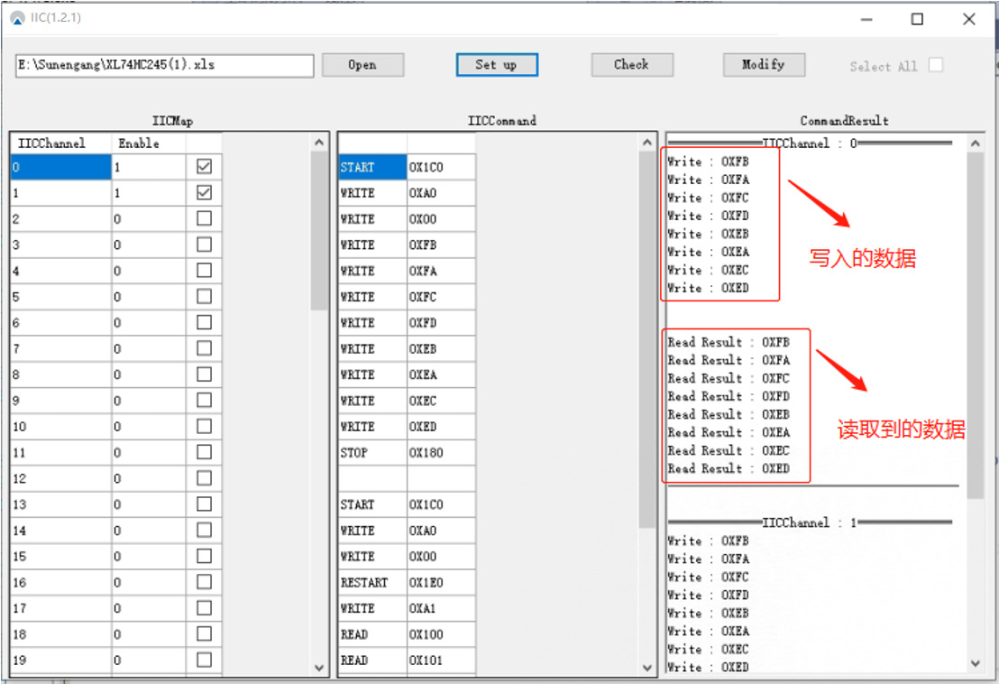 IIC(1.2.1)
E:\Sunengang\XL74HC245(1).xls Open Set up Check Modify Select All
IICMap IICCommand CommandResult
IICChannel Enable
0 1
1 1
2 0
3 0
4 0
5 0
6 0
7 0
8 0
9 0
10 0
11 0
12 0
13 0
14 0
15 0
16 0
17 0
18 0
19 0
START 0X1C0
WRITE 0XA0
WRITE 0X00
WRITE 0XFB
WRITE 0XFA
WRITE 0XFC
WRITE 0XFD
WRITE 0XEB
WRITE 0XEA
WRITE 0XEC
WRITE 0XED
STOP 0X180
START 0X1C0
WRITE 0XA0
WRITE 0X00
RESTART 0X1E0
WRITE 0XA1
READ 0X100
READ 0X101
IICChannel : 0
Write : 0XFB
Write : 0XFA
Write : 0XFC
Write : 0XFD
Write : 0XEB
Write : 0XEA
Write : 0XEC
Write : 0XED
写入的数据
Read Result : 0XFB
Read Result : 0XFA
Read Result : 0XFC
Read Result : 0XFD
Read Result : 0XEB
Read Result : 0XEA
Read Result : 0XEC
Read Result : 0XED
读取到的数据
IICChannel : 1
Write : 0XFB
Write : 0XFA
Write : 0XFC
Write : 0XFD
Write : 0XEB
Write : 0XEA
Write : 0XEC
Write : 0XED